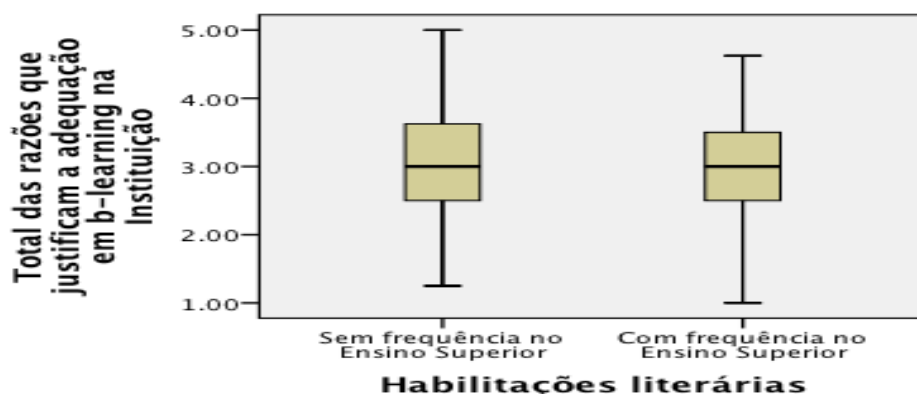 Total das razões que
justificam a adequação
em b-learning na
Instituição
5.00
4.00
3.00
2.00
1.00
Sem frequência no
Ensino Superior
Com frequência no
Ensino Superior
Habilitações literárias